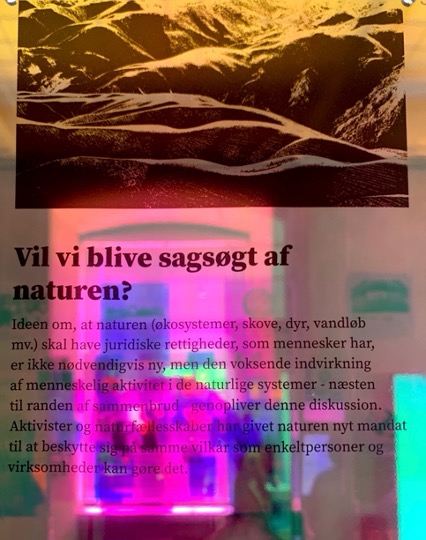 Vil vi blive sagsøgt af
naturen?
Ideen om, at naturen (økosystemer, skove, dyr, vandløb
mv.) skal have juridiske rettigheder, som mennesker har,
er ikke nødvendigvis ny, men den voksende indvirkning
af menneskelig aktivitet i de naturlige systemer - næsten
til randen af sammenbrud - genopliver denne diskussion.
Aktivister og naturfællesskaber har givet naturen nyt mandat
til at beskytte sig på samme vilkår som enkeltpersoner og
virksomheder kan gøre det.